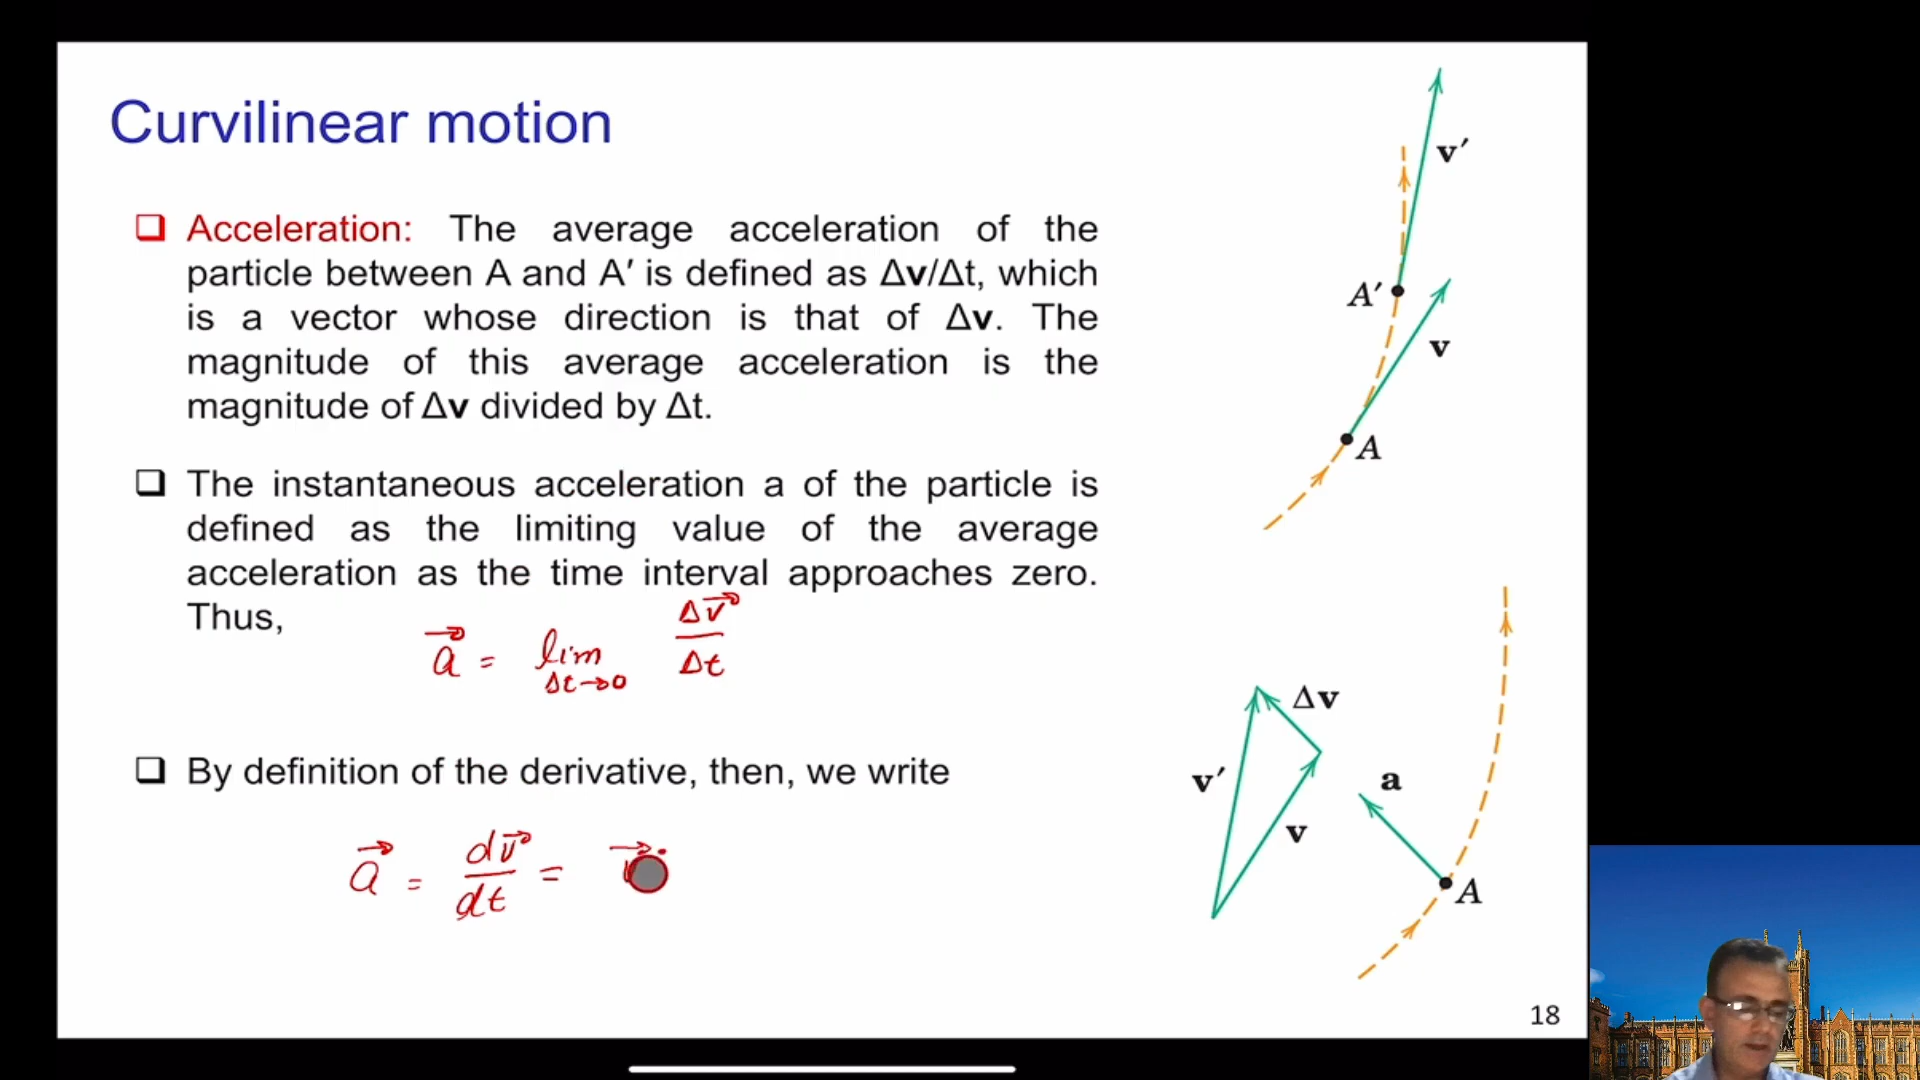 Curvilinear motion
Acceleration: The average acceleration of the
particle between A and A′ is defined as Δv/Δt, which
is a vector whose direction is that of Δv. The
magnitude of this average acceleration is the
magnitude of Δv divided by Δt.
The instantaneous acceleration a of the particle is
defined as the limiting value of the average
acceleration as the time interval approaches zero.
Thus,
a⃗ = lim Δt→0 Δv⃗/Δt
By definition of the derivative, then, we write
a⃗ = dv⃗/dt =
v′
A′
v
A
Δv
v′
a
v
A
18